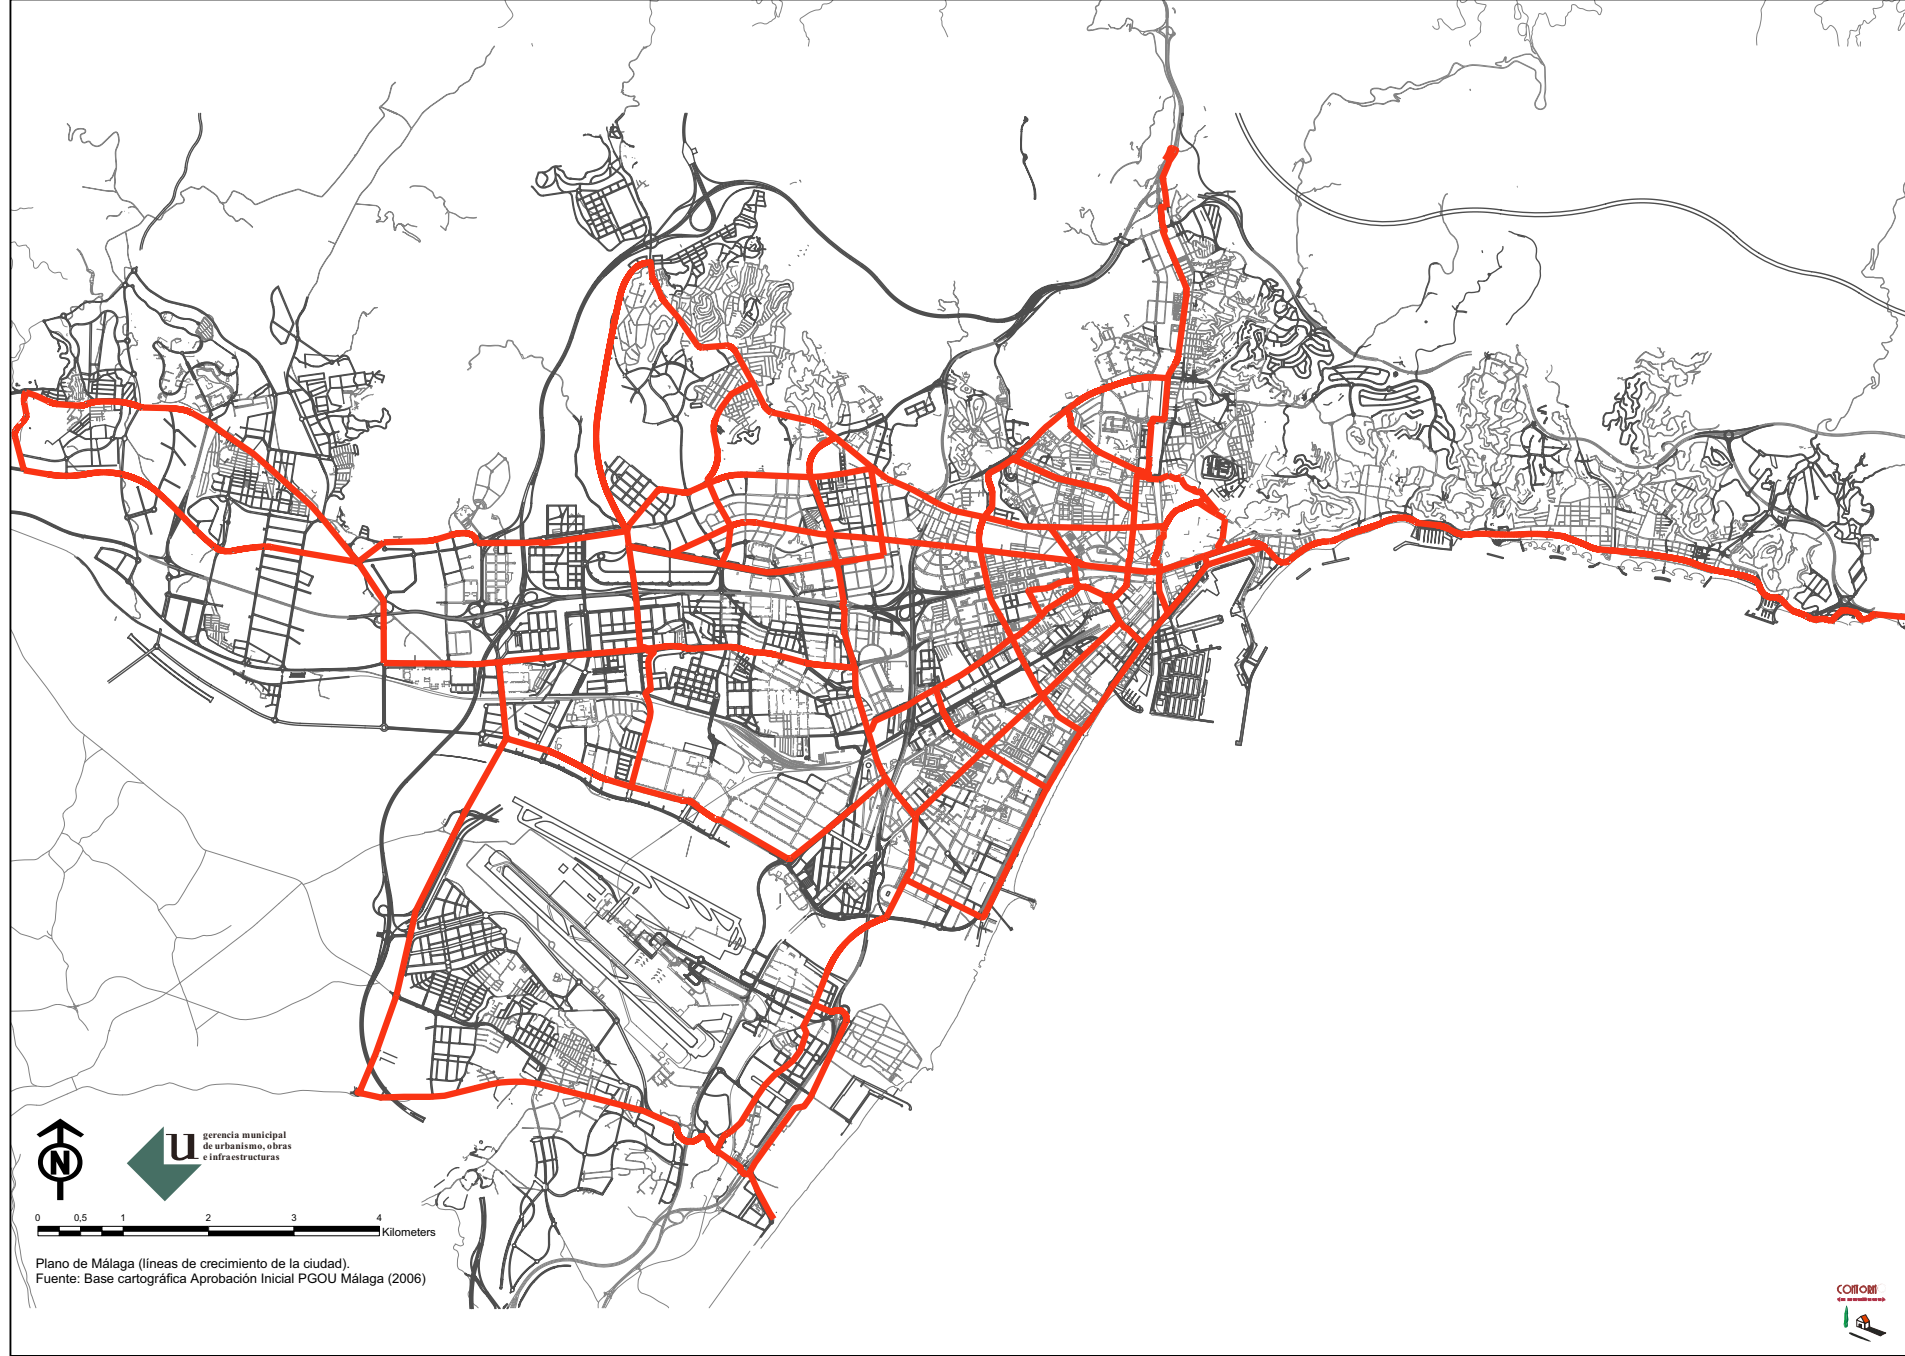 N
u
gerencia municipal
de urbanismo, obras
e infraestructuras
0 0,5 1 2 3 4
Kilometers
Plano de Málaga (líneas de crecimiento de la ciudad).
Fuente: Base cartográfica Aprobación Inicial PGOU Málaga (2006)